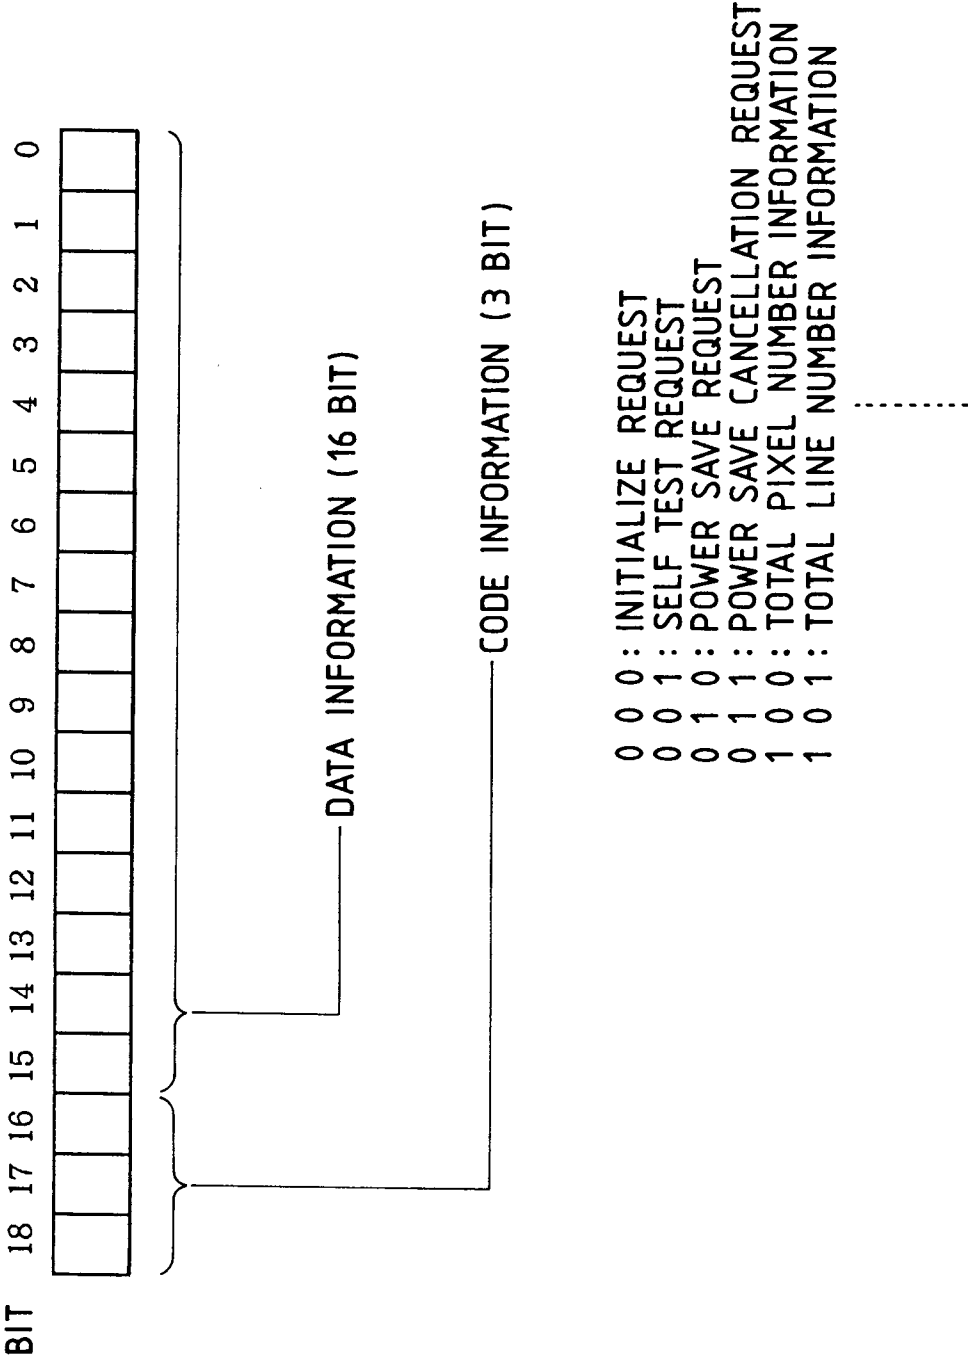 BIT 18 17 16 15 14 13 12 11 10 9 8 7 6 5 4 3 2 1 0
DATA INFORMATION (16 BIT)
CODE INFORMATION (3 BIT)
0 0 0 : INITIALIZE REQUEST
0 0 1 : SELF TEST REQUEST
0 1 0 : POWER SAVE REQUEST
0 1 1 : POWER SAVE CANCELLATION REQUEST
1 0 0 : TOTAL PIXEL NUMBER INFORMATION
1 0 1 : TOTAL LINE NUMBER INFORMATION